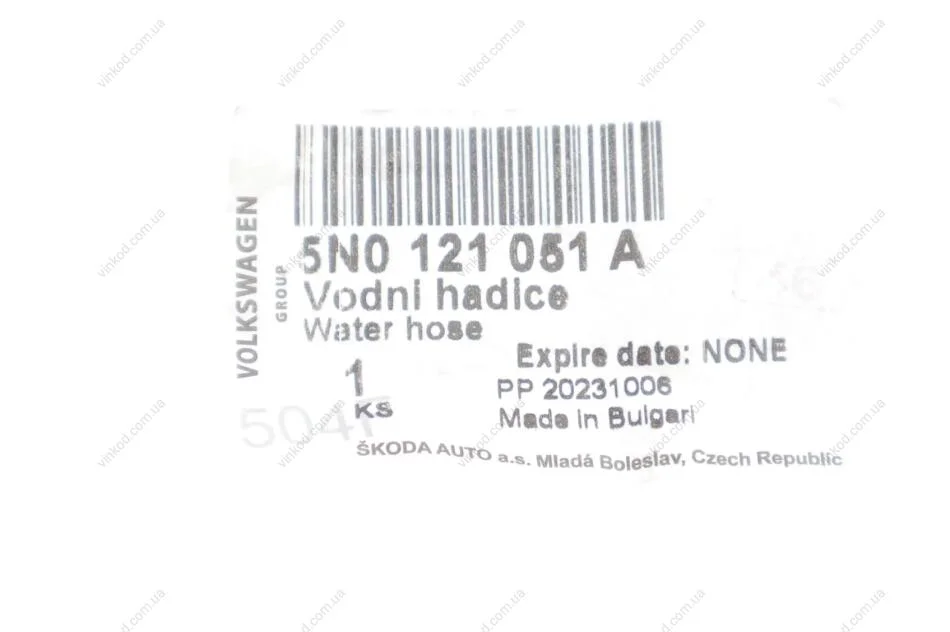 VOLKSWAGEN
GROUP
5N0 121 051 A
Vodni hadice
Water hose
Expire date: NONE
1
KS
PP 20231006
Made in Bulgari
504F
ŠKODA AUTO a.s. Mladá Boleslav, Czech Republic
vinkod.com.ua